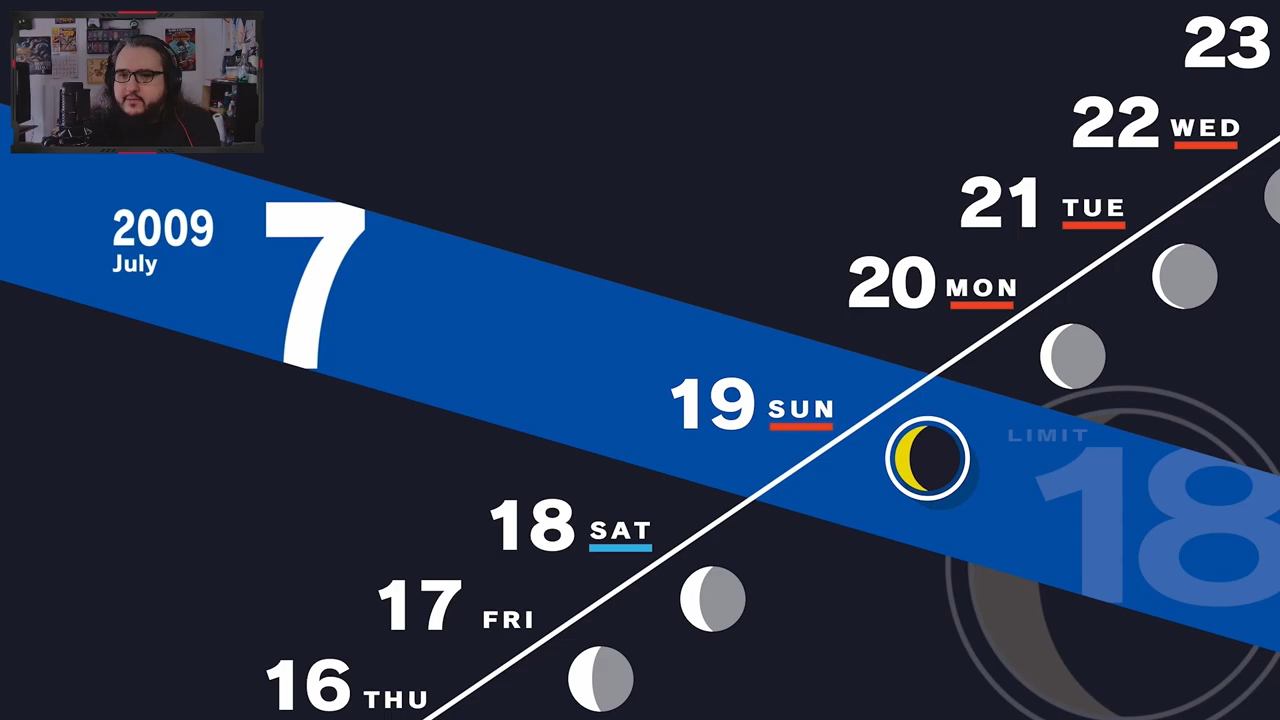 23
22 WED
21 TUE
20 MON
19 SUN
18 SAT
17 FRI
16 THU
2009
July
7
LIMIT
18